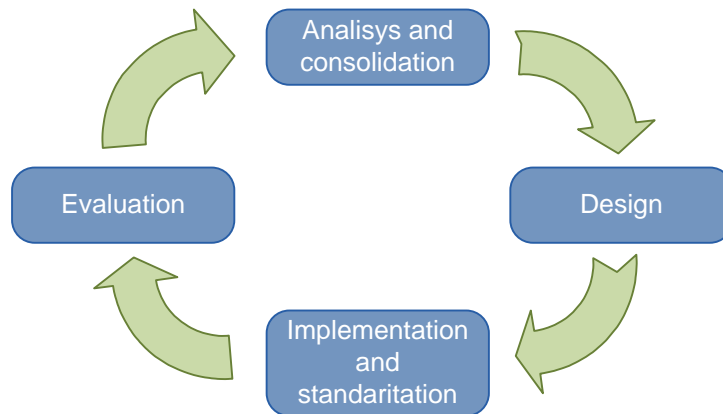 Analisys and
consolidation
Evaluation
Design
Implementation
and
standaritation